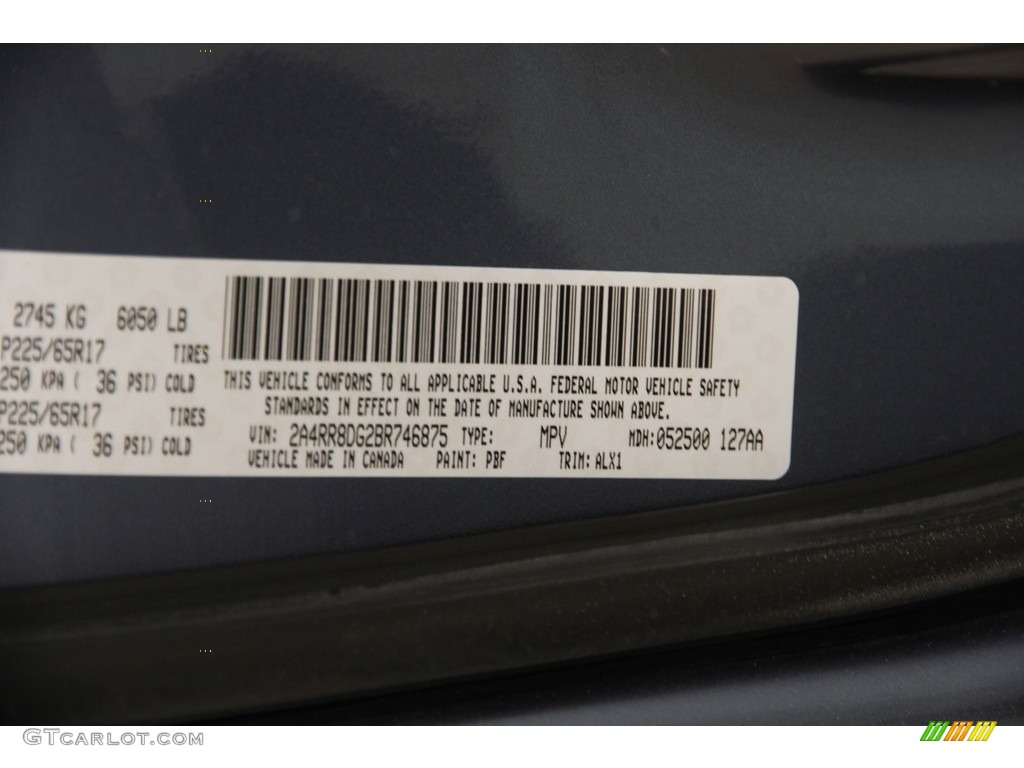 2745 KG 6050 LB
P225/65R17 TIRES
250 KPA ( 36 PSI) COLD
P225/65R17 TIRES
250 KPA ( 36 PSI) COLD
THIS VEHICLE CONFORMS TO ALL APPLICABLE U.S.A. FEDERAL MOTOR VEHICLE SAFETY
STANDARDS IN EFFECT ON THE DATE OF MANUFACTURE SHOWN ABOVE.
VIN: 2A4RR8DG2BR746875 TYPE: MPV MDH:052500 127AA
VEHICLE MADE IN CANADA PAINT: PBF TRIM: ALX1
GTCarlot.com